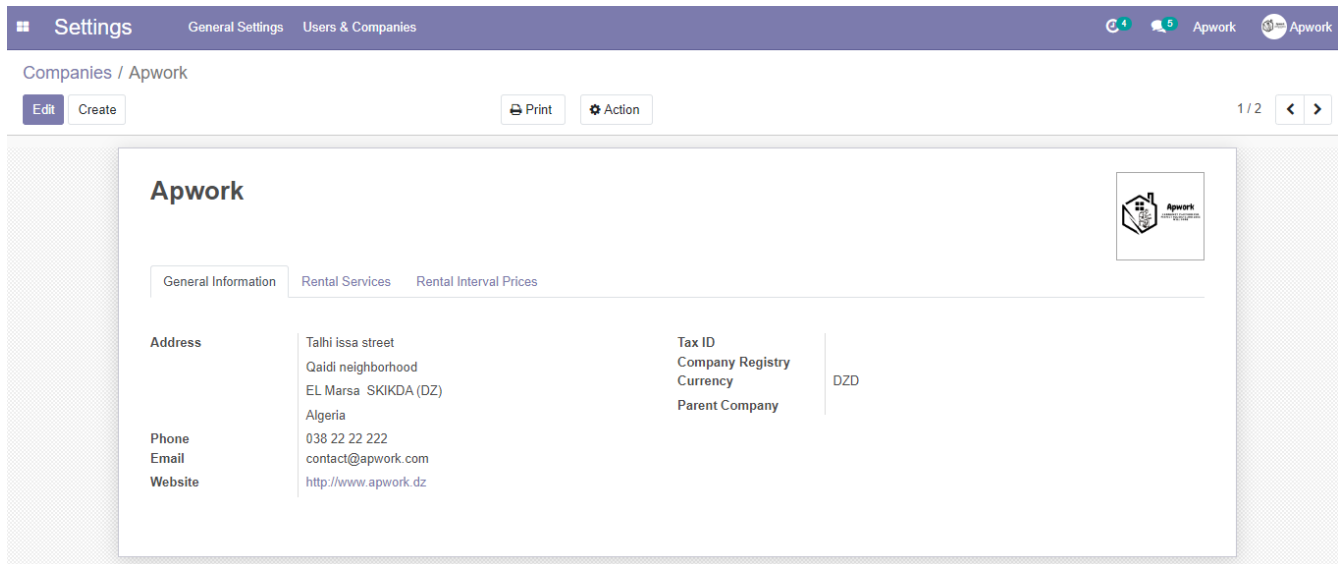 Settings General Settings Users & Companies 4 5 Apwork Apwork
Companies / Apwork
Edit Create Print Action 1 / 2
Apwork
Apwork
General Information Rental Services Rental Interval Prices
Address Talhi issa street
Qaidi neighborhood
EL Marsa SKIKDA (DZ)
Algeria
Phone 038 22 22 222
Email contact@apwork.com
Website http://www.apwork.dz
Tax ID
Company Registry
Currency DZD
Parent Company